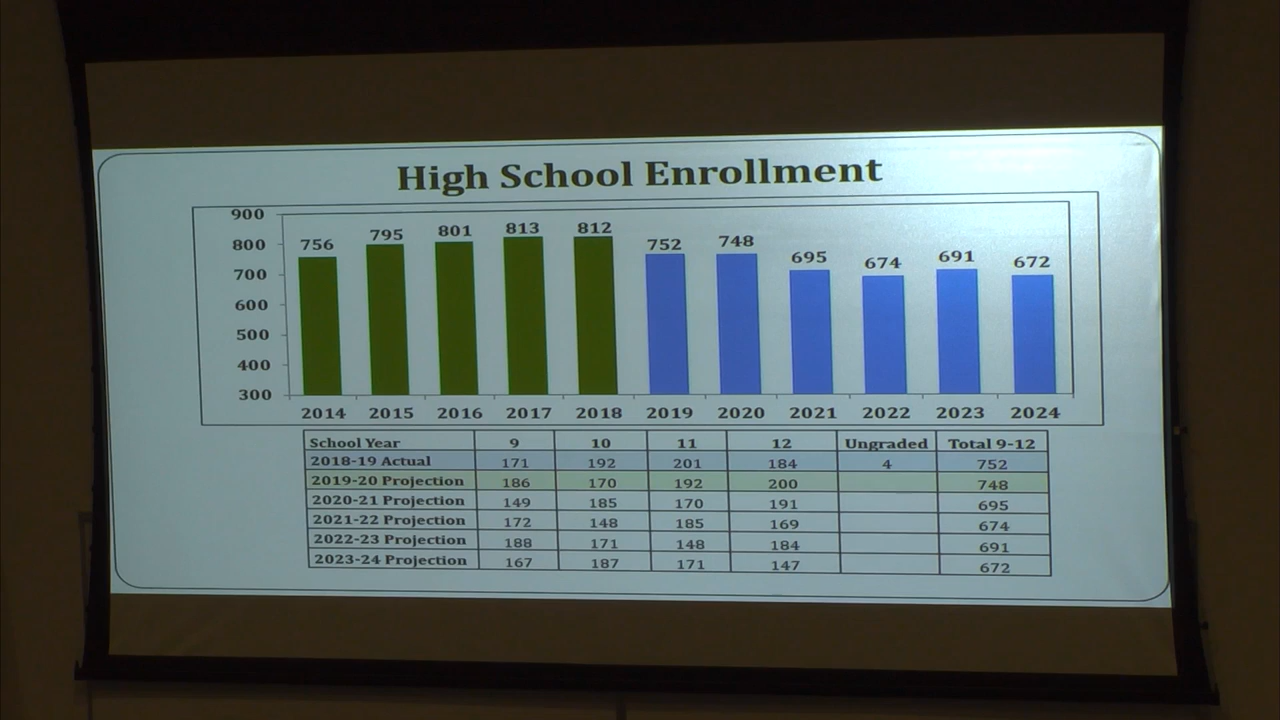 High School Enrollment
900
800
700
600
500
400
300
756 795 801 813 812 752 748 695 674 691 672
2014 2015 2016 2017 2018 2019 2020 2021 2022 2023 2024
School Year 9 10 11 12 Ungraded Total 9-12
2018-19 Actual 171 192 201 184 4 752
2019-20 Projection 186 170 192 200 748
2020-21 Projection 149 185 170 191 695
2021-22 Projection 172 148 185 169 674
2022-23 Projection 188 171 148 184 691
2023-24 Projection 167 187 171 147 672